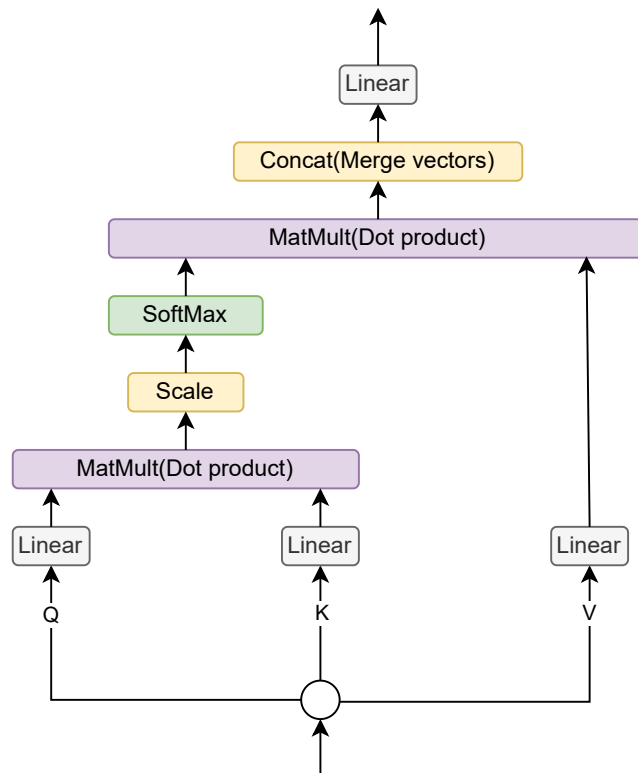 Linear
Concat(Merge vectors)
MatMult(Dot product)
SoftMax
Scale
MatMult(Dot product)
Linear
Linear
Linear
Q
K
V